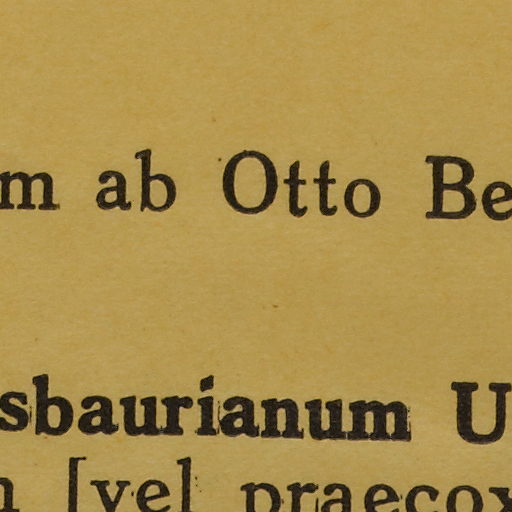 m ab Otto Be
sbaurianum U
n [vel praecox